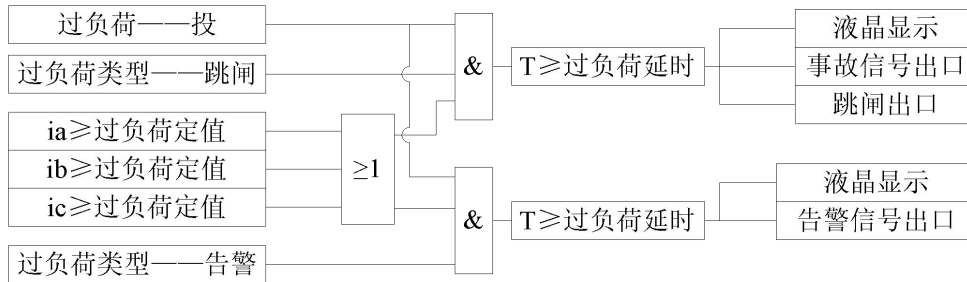 过负荷——投
过负荷类型——跳闸
ia≥过负荷定值
ib≥过负荷定值
ic≥过负荷定值
过负荷类型——告警
≥1
&
&
T≥过负荷延时
T≥过负荷延时
液晶显示
事故信号出口
跳闸出口
液晶显示
告警信号出口